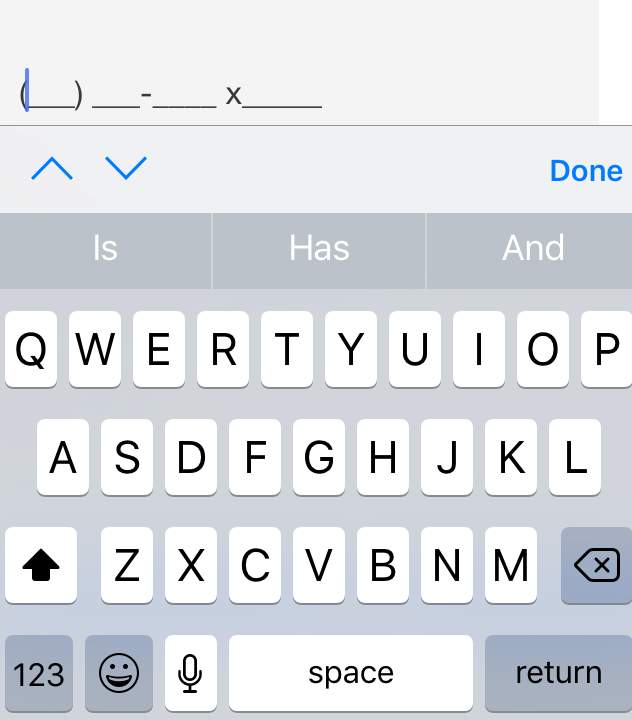 (___) ___-____ x_____
Done
Is Has And
Q W E R T Y U I O P
A S D F G H J K L
Z X C V B N M
123 space return